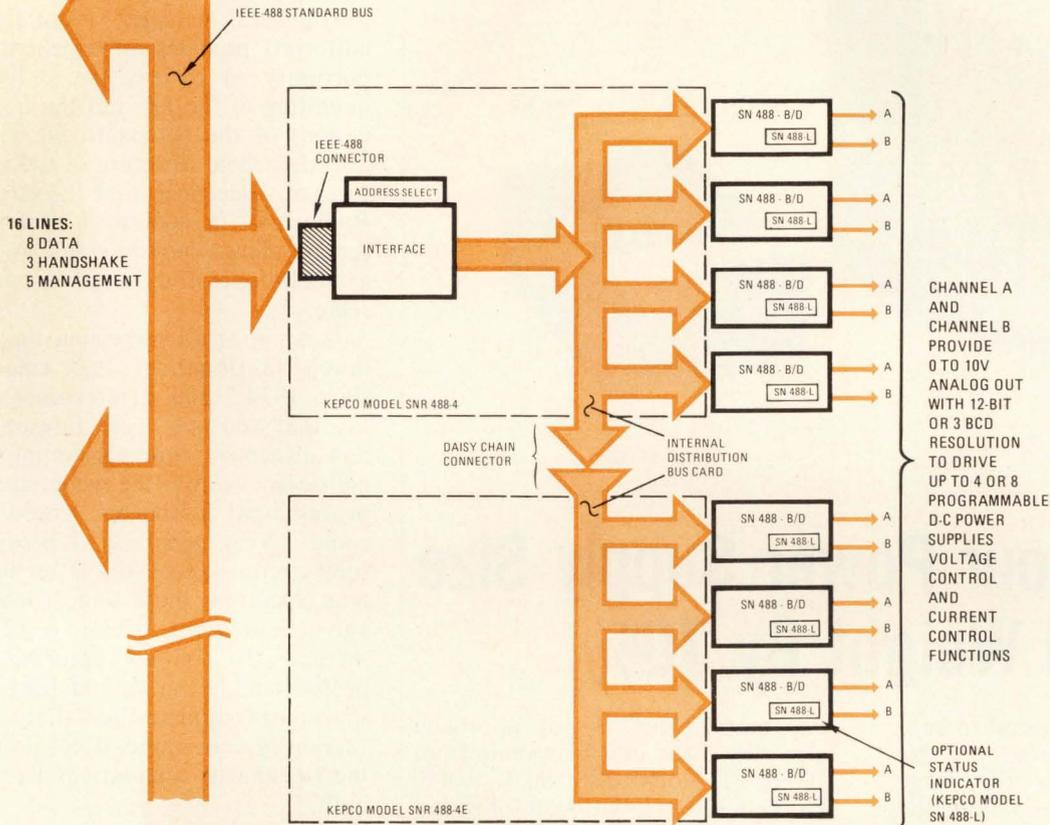 IEEE-488 STANDARD BUS
16 LINES:
8 DATA
3 HANDSHAKE
5 MANAGEMENT
IEEE-488
CONNECTOR
ADDRESS SELECT
INTERFACE
KEPCO MODEL SNR 488-4
DAISY CHAIN
CONNECTOR
INTERNAL
DISTRIBUTION
BUS CARD
KEPCO MODEL SNR 488-4E
SN 488 - B/D
SN 488-L
A
B
SN 488 - B/D
SN 488-L
A
B
SN 488 - B/D
SN 488-L
A
B
SN 488 - B/D
SN 488-L
A
B
SN 488 - B/D
SN 488-L
A
B
SN 488 - B/D
SN 488-L
A
B
SN 488 - B/D
SN 488-L
A
B
SN 488 - B/D
SN 488-L
A
B
CHANNEL A
AND
CHANNEL B
PROVIDE
0 TO 10V
ANALOG OUT
WITH 12-BIT
OR 3 BCD
RESOLUTION
TO DRIVE
UP TO 4 OR 8
PROGRAMMABLE
D-C POWER
SUPPLIES
VOLTAGE
CONTROL
AND
CURRENT
CONTROL
FUNCTIONS
OPTIONAL
STATUS
INDICATOR
(KEPCO MODEL
SN 488-L)